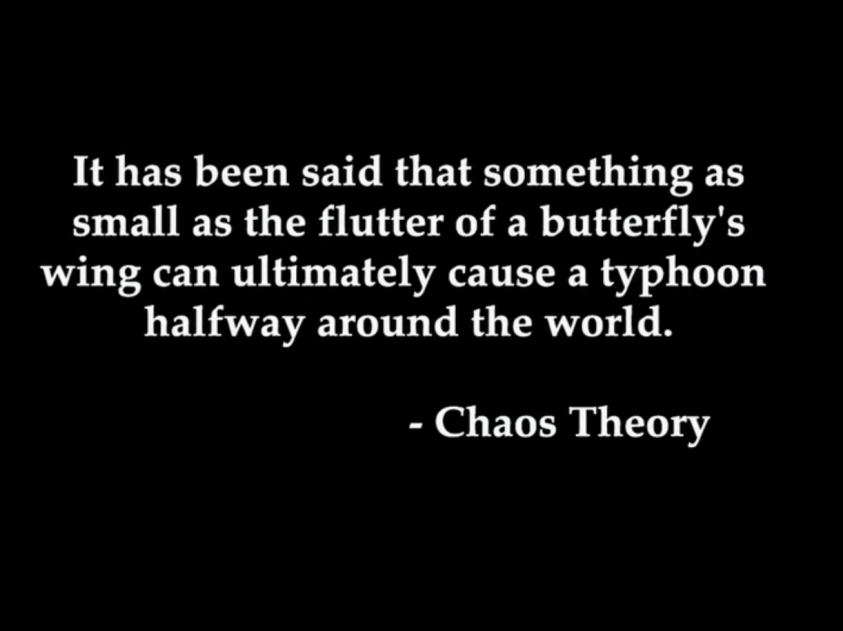 It has been said that something as
small as the flutter of a butterfly's
wing can ultimately cause a typhoon
halfway around the world.
- Chaos Theory